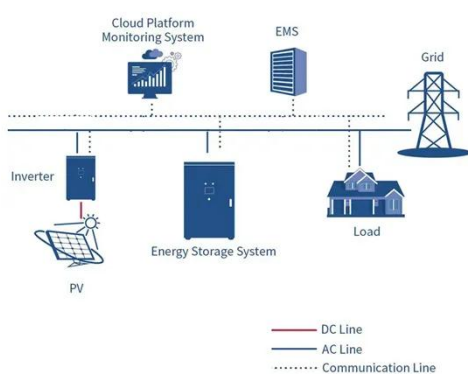 Cloud Platform
Monitoring System
EMS
Grid
Inverter
Energy Storage System
Load
PV
DC Line
AC Line
Communication Line